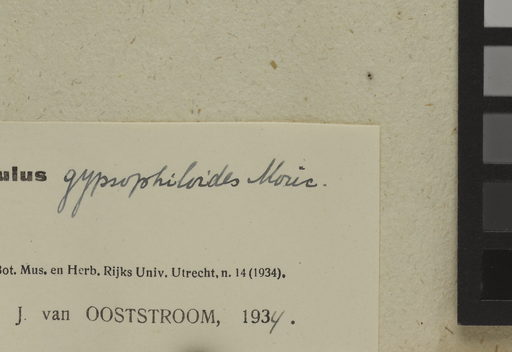 ulus gypsophiloides Moric.
Bot. Mus. en Herb. Rijks Univ. Utrecht, n. 14 (1934).
J. van OOSTSTROOM, 1934.